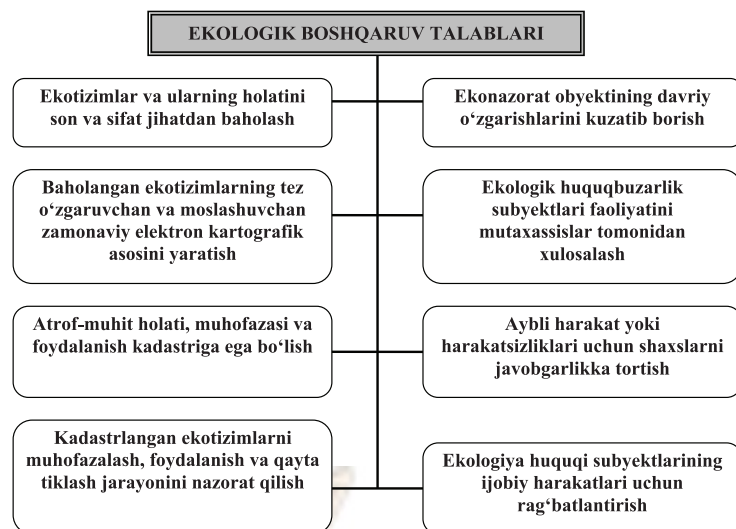 EKOLOGIK BOSHQARUV TALABLARI
Ekotizimlar va ularning holatini
son va sifat jihatdan baholash
Ekonazorat obyektining davriy
o‘zgarishlarini kuzatib borish
Baholangan ekotizimlarning tez
o‘zgaruvchan va moslashuvchan
zamonaviy elektron kartografik
asosini yaratish
Ekologik huquqbuzarlik
subyektlari faoliyatini
mutaxassislar tomonidan
xulosalash
Atrof-muhit holati, muhofazasi va
foydalanish kadastriga ega bo‘lish
Aybli harakat yoki
harakatsizliklari uchun shaxslarni
javobgarlikka tortish
Kadastrlangan ekotizimlarni
muhofazalash, foydalanish va qayta
tiklash jarayonini nazorat qilish
Ekologiya huquqi subyektlarining
ijobiy harakatlari uchun
rag‘batlantirish